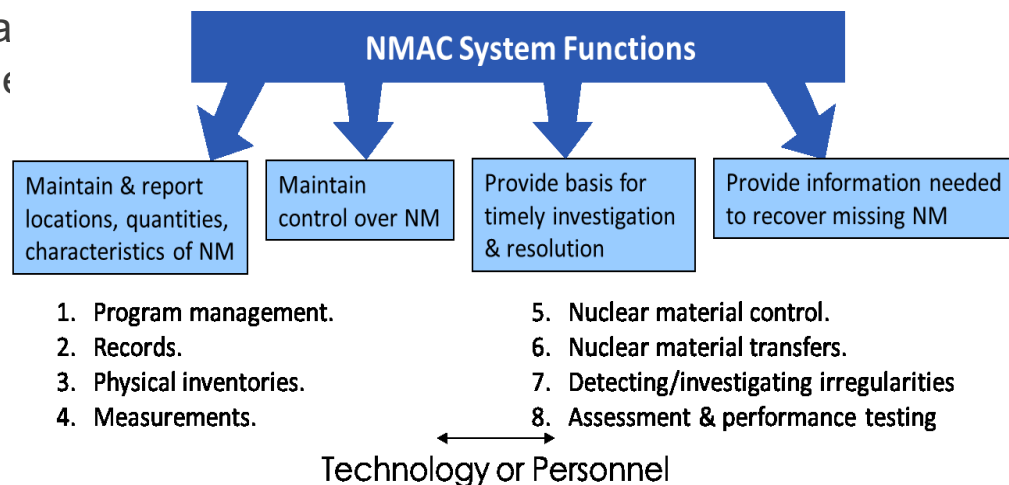 NMAC System Functions
Maintain & report
locations, quantities,
characteristics of NM
Maintain
control over NM
Provide basis for
timely investigation
& resolution
Provide information needed
to recover missing NM
1. Program management.
2. Records.
3. Physical inventories.
4. Measurements.
5. Nuclear material control.
6. Nuclear material transfers.
7. Detecting/investigating irregularities
8. Assessment & performance testing
Technology or Personnel